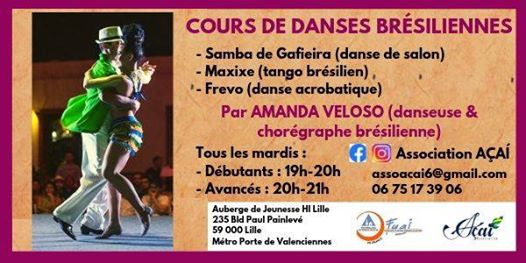 COURS DE DANSES BRÉSILIENNES
- Samba de Gafieira (danse de salon)
- Maxixe (tango brésilien)
- Frevo (danse acrobatique)
Par AMANDA VELOSO (danseuse &
chorégraphe brésilienne)
Tous les mardis :
- Débutants : 19h-20h
- Avancés : 20h-21h
Association AÇAÍ
assoacai6@gmail.com
06 75 17 39 06
Auberge de Jeunesse HI Lille
235 Bld Paul Painlevé
59 000 Lille
Métro Porte de Valenciennes
Fuaj
Açaí